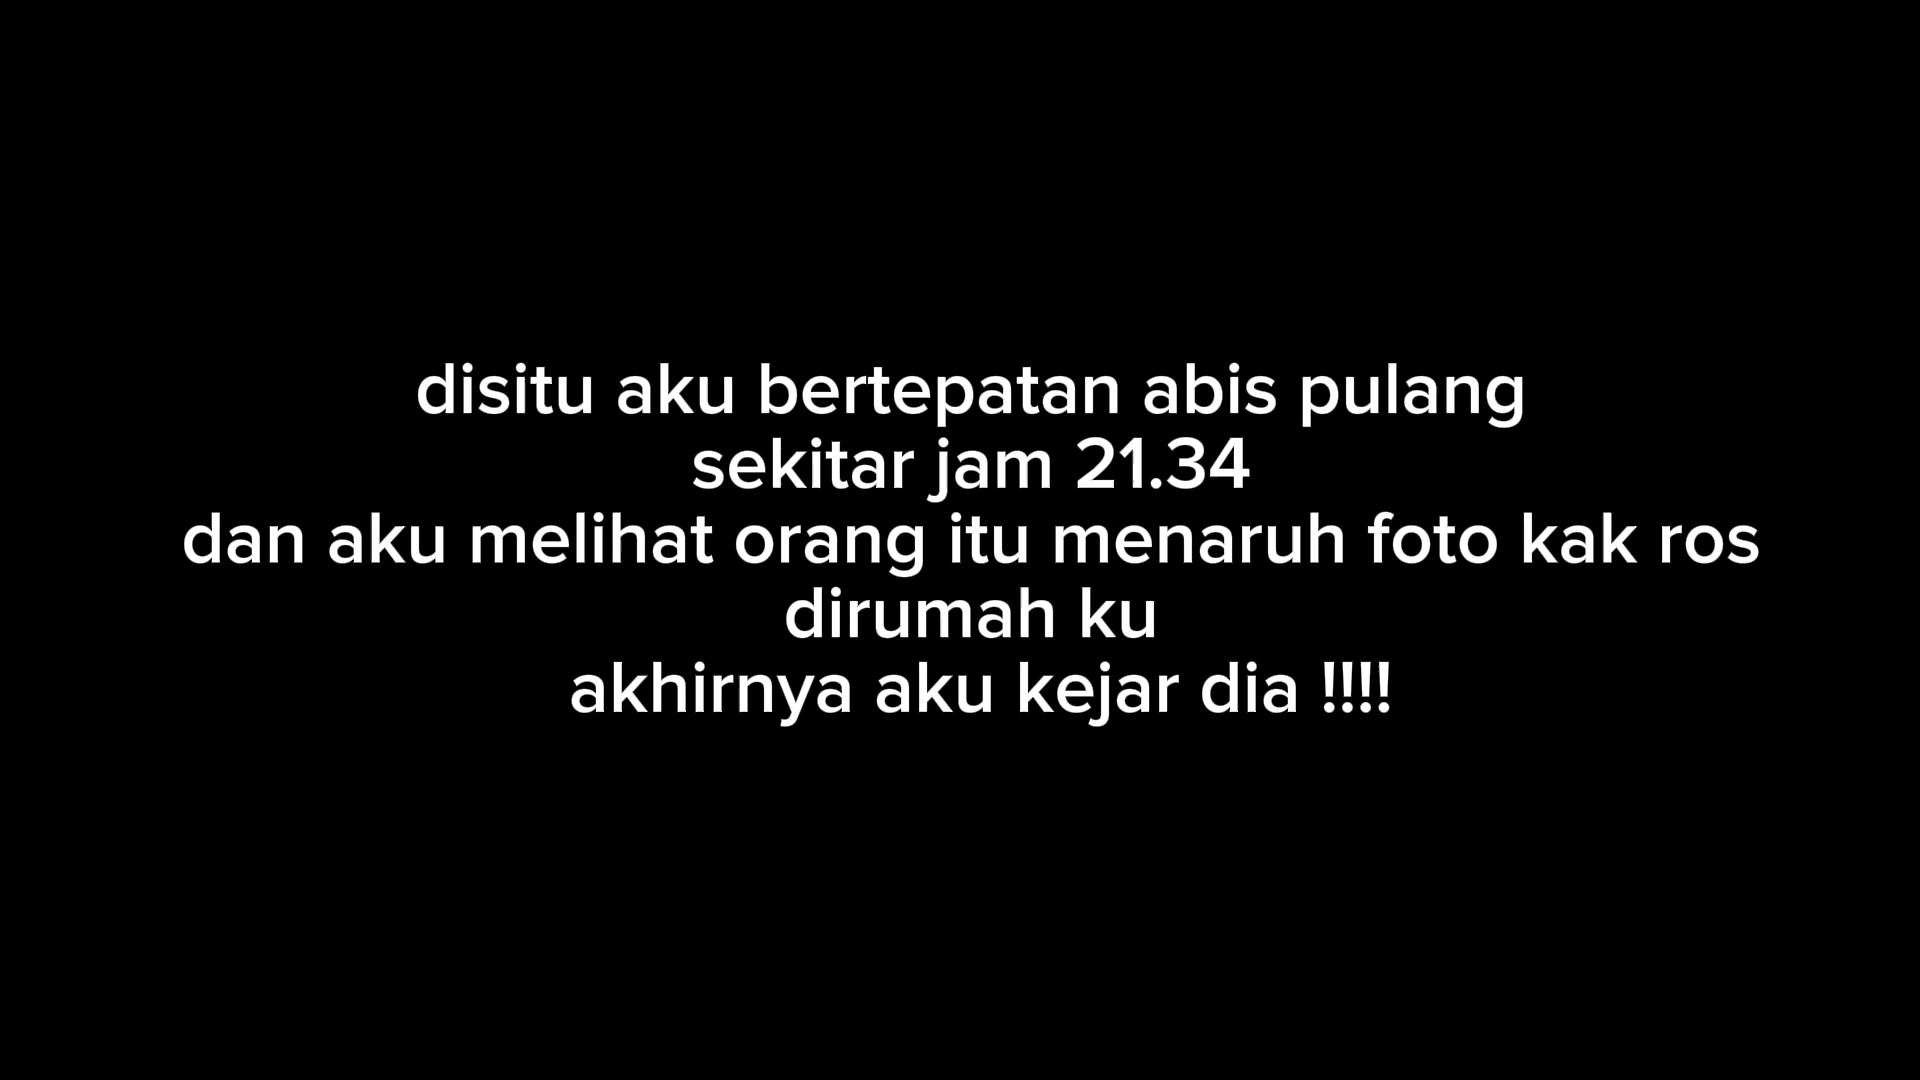 disitu aku bertepatan abis pulang
sekitar jam 21.34
dan aku melihat orang itu menaruh foto kak ros
dirumah ku
akhirnya aku kejar dia !!!!